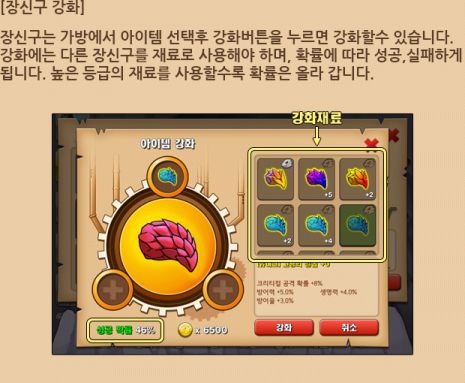 [장신구 강화]
장신구는 가방에서 아이템 선택후 강화버튼을 누르면 강화할수 있습니다.
강화에는 다른 장신구를 재료로 사용해야 하며, 확률에 따라 성공,실패하게
됩니다. 높은 등급의 재료를 사용할수록 확률은 올라 갑니다.
강화재료
아이템 강화
+5
+2
+2
+4
크리티컬 공격 확률 +8%
방어력 +5.0% 생명력 +4.0%
방어율 +3.0%
성공 확률 46%
x 6500
강화
취소